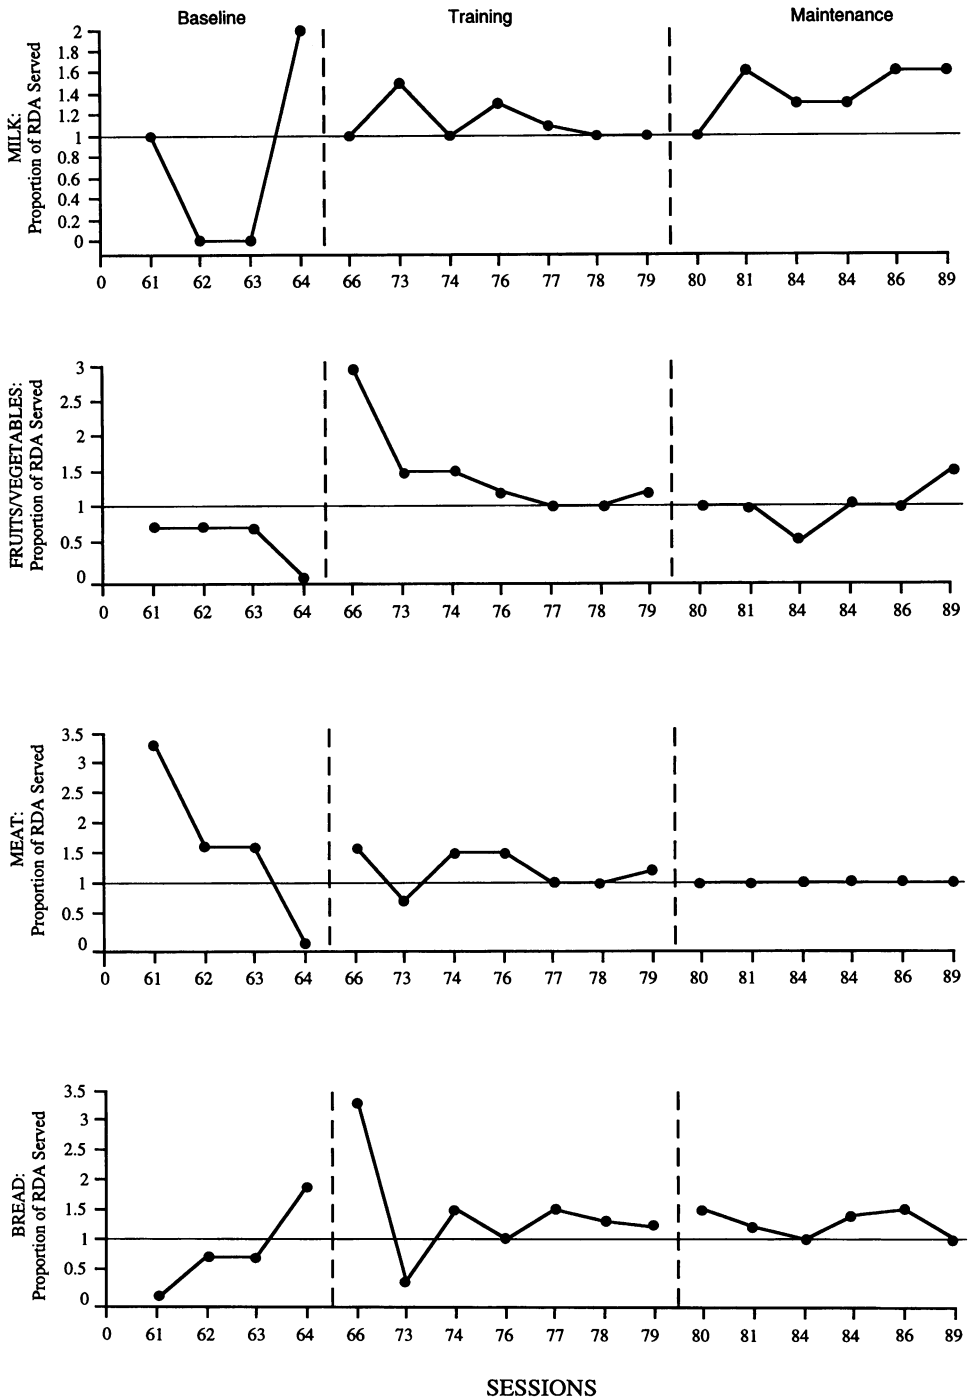 Baseline Training Maintenance
MILK:
Proportion of RDA Served
2
1.8
1.6
1.4
1.2
1
0.8
0.6
0.4
0.2
0
0 61 62 63 64 66 73 74 76 77 78 79 80 81 84 84 86 89
FRUITS/VEGETABLES:
Proportion of RDA Served
3
2.5
2
1.5
1
0.5
0
0 61 62 63 64 66 73 74 76 77 78 79 80 81 84 84 86 89
MEAT:
Proportion of RDA Served
3.5
3
2.5
2
1.5
1
0.5
0
0 61 62 63 64 66 73 74 76 77 78 79 80 81 84 84 86 89
BREAD:
Proportion of RDA Served
3.5
3
2.5
2
1.5
1
0.5
0
0 61 62 63 64 66 73 74 76 77 78 79 80 81 84 84 86 89
SESSIONS